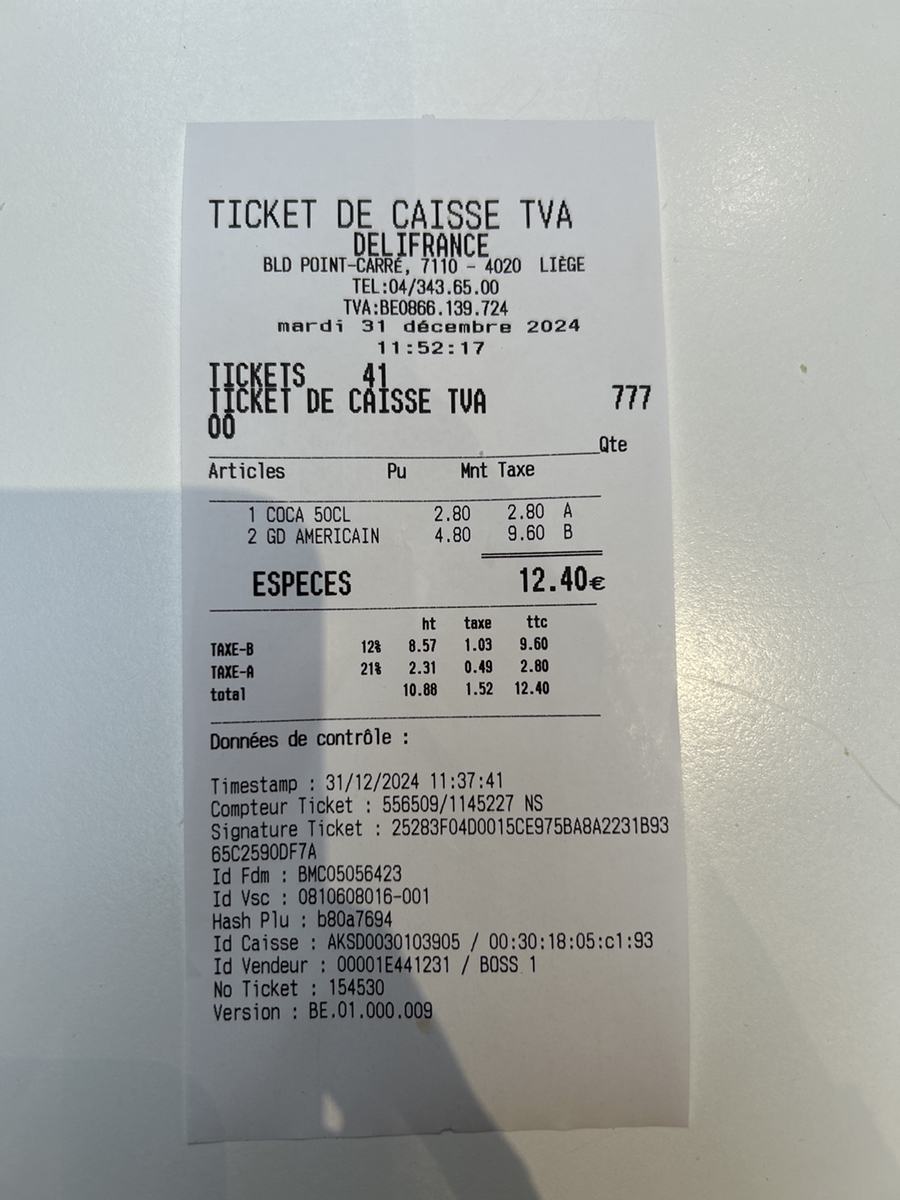 TICKET DE CAISSE TVA
DELIFRANCE
BLD POINT-CARRÉ, 7110 - 4020 LIÈGE
TEL:04/343.65.00
TVA:BE0866.139.724
mardi 31 décembre 2024
11:52:17
TICKETS 41
TICKET DE CAISSE TVA 777
00
Qte
Articles Pu Mnt Taxe
1 COCA 50CL 2.80 2.80 A
2 GD AMERICAIN 4.80 9.60 B
ESPECES 12.40€
ht taxe ttc
TAXE-B 12% 8.57 1.03 9.60
TAXE-A 21% 2.31 0.49 2.80
total 10.88 1.52 12.40
Données de contrôle :
Timestamp : 31/12/2024 11:37:41
Compteur Ticket : 556509/1145227 NS
Signature Ticket : 25283F04D0015CE975BA8A2231B93
65C2590DF7A
Id Fdm : BMC05056423
Id Vsc : 0810608016-001
Hash Plu : b80a7694
Id Caisse : AKSD0030103905 / 00:30:18:05:c1:93
Id Vendeur : 00001E441231 / BOSS 1
No Ticket : 154530
Version : BE.01.000.009